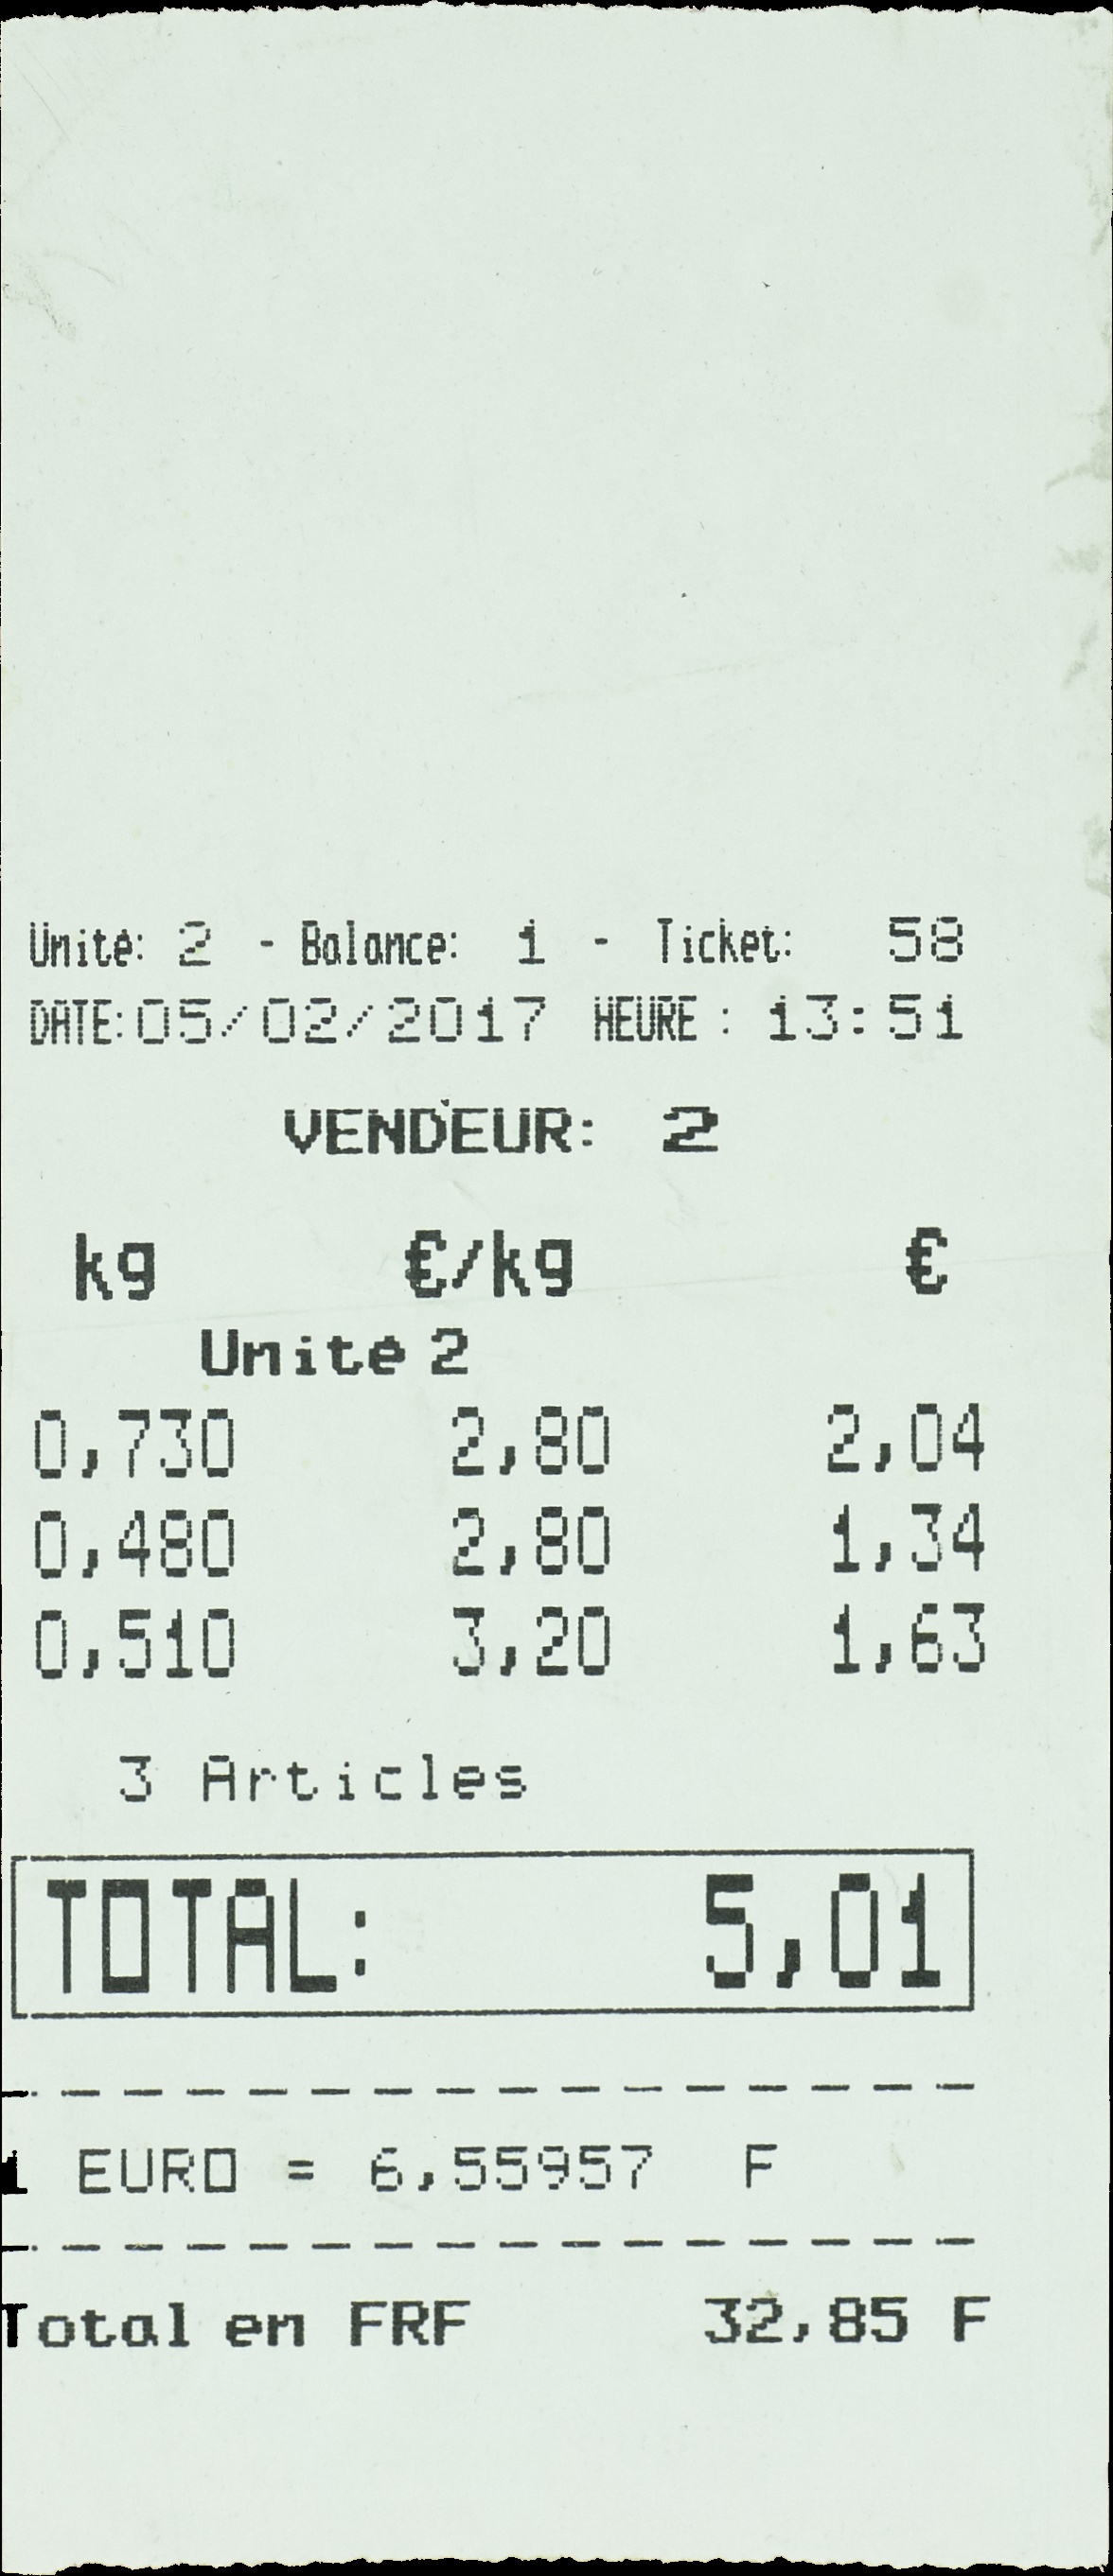 Unité: 2 - Balance: 1 - Ticket: 58
DATE:05/02/2017 HEURE : 13:51
VENDEUR: 2
kg €/kg €
Unité 2
0,730 2,80 2,04
0,480 2,80 1,34
0,510 3,20 1,63
3 Articles
TOTAL: 5,01
1 EURO = 6,55957 F
Total en FRF 32,85 F